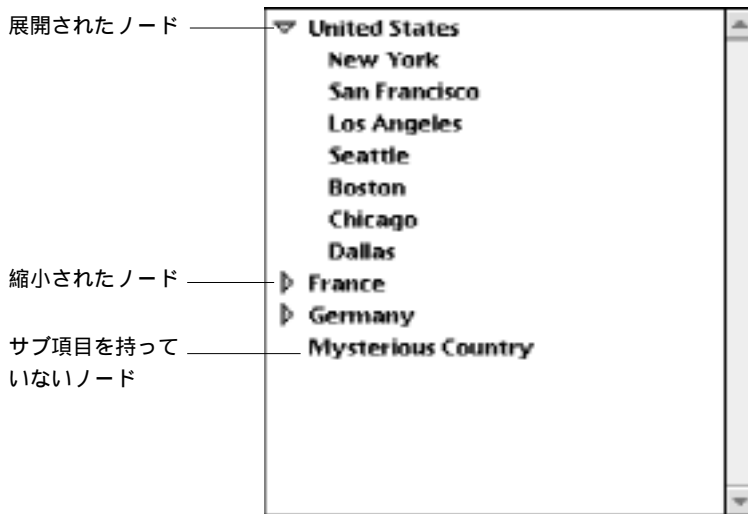 展開されたノード
United States
New York
San Francisco
Los Angeles
Seattle
Boston
Chicago
Dallas
縮小されたノード
France
Germany
サブ項目を持って
いないノード
Mysterious Country